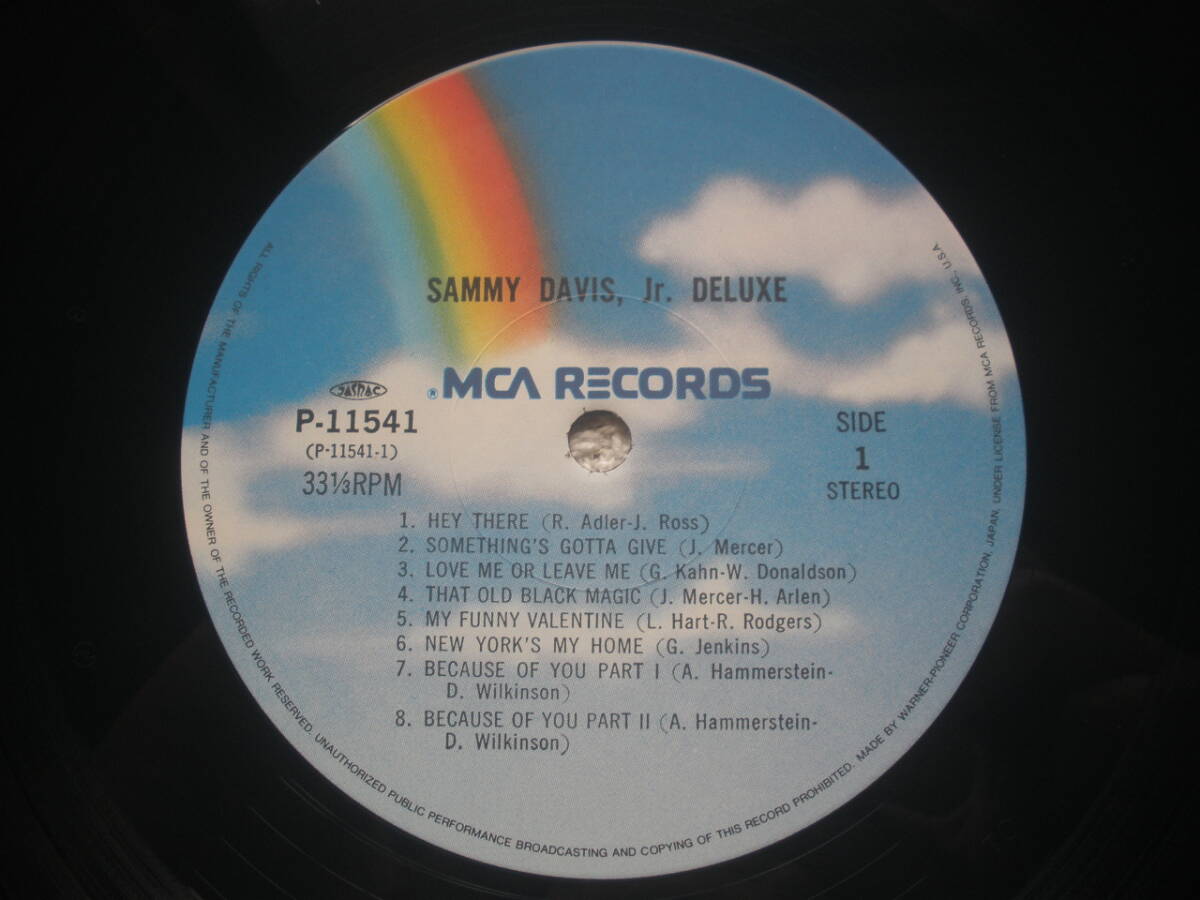 SAMMY DAVIS, Jr. DELUXE
® MCA RECORDS
JASRAC
P-11541
(P-11541-1)
33⅓RPM
SIDE
1
STEREO
1. HEY THERE (R. Adler-J. Ross)
2. SOMETHING'S GOTTA GIVE (J. Mercer)
3. LOVE ME OR LEAVE ME (G. Kahn-W. Donaldson)
4. THAT OLD BLACK MAGIC (J. Mercer-H. Arlen)
5. MY FUNNY VALENTINE (L. Hart-R. Rodgers)
6. NEW YORK'S MY HOME (G. Jenkins)
7. BECAUSE OF YOU PART I (A. Hammerstein-
D. Wilkinson)
8. BECAUSE OF YOU PART II (A. Hammerstein-
D. Wilkinson)
ALL RIGHTS OF THE MANUFACTURER AND OF THE OWNER OF THE RECORDED WORK RESERVED. UNAUTHORIZED PUBLIC PERFORMANCE BROADCASTING AND COPYING OF THIS RECORD PROHIBITED. MADE BY WARNER-PIONEER CORPORATION, JAPAN, UNDER LICENSE FROM MCA RECORDS, INC., U.S.A.